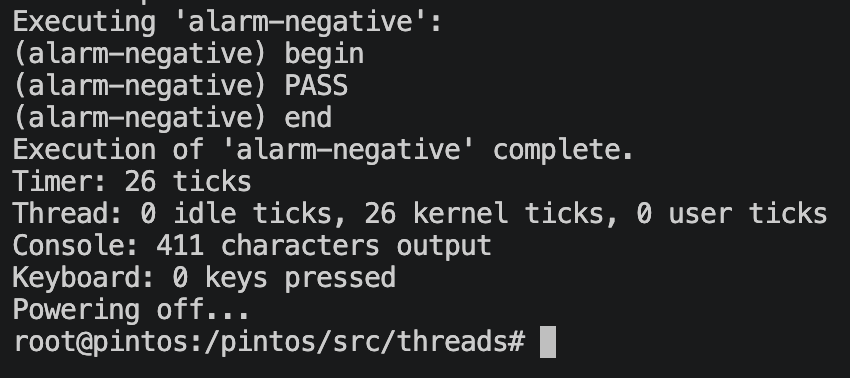 Executing 'alarm-negative':
(alarm-negative) begin
(alarm-negative) PASS
(alarm-negative) end
Execution of 'alarm-negative' complete.
Timer: 26 ticks
Thread: 0 idle ticks, 26 kernel ticks, 0 user ticks
Console: 411 characters output
Keyboard: 0 keys pressed
Powering off...
root@pintos:/pintos/src/threads#